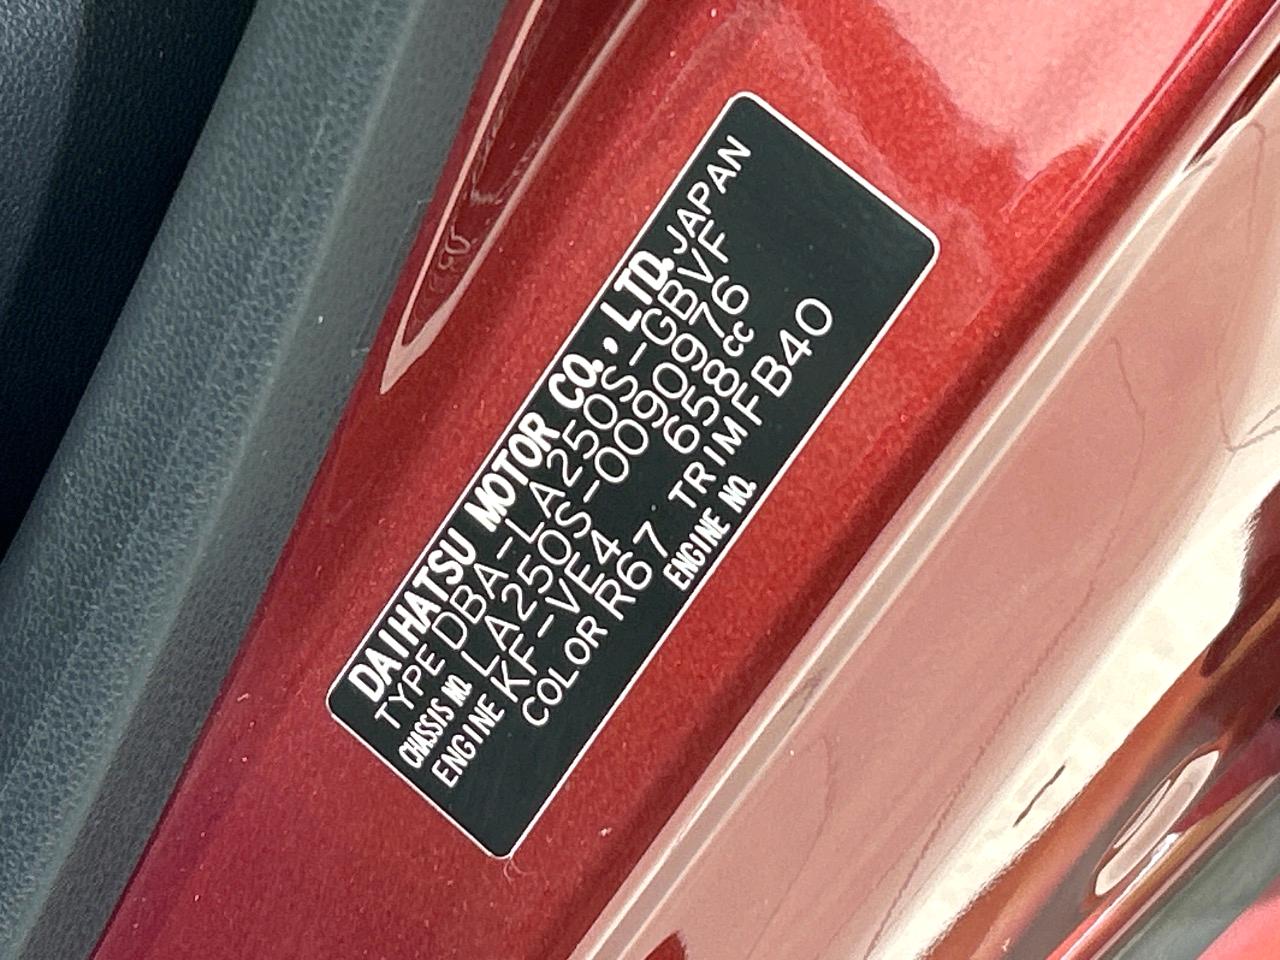 DAIHATSU MOTOR CO., LTD. JAPAN
TYPE DBA-LA250S-GBVF
CHASSIS NO. LA250S-0090976
ENGINE KF-VE4 658cc
COLOR R67 TRIM FB40
ENGINE NO.